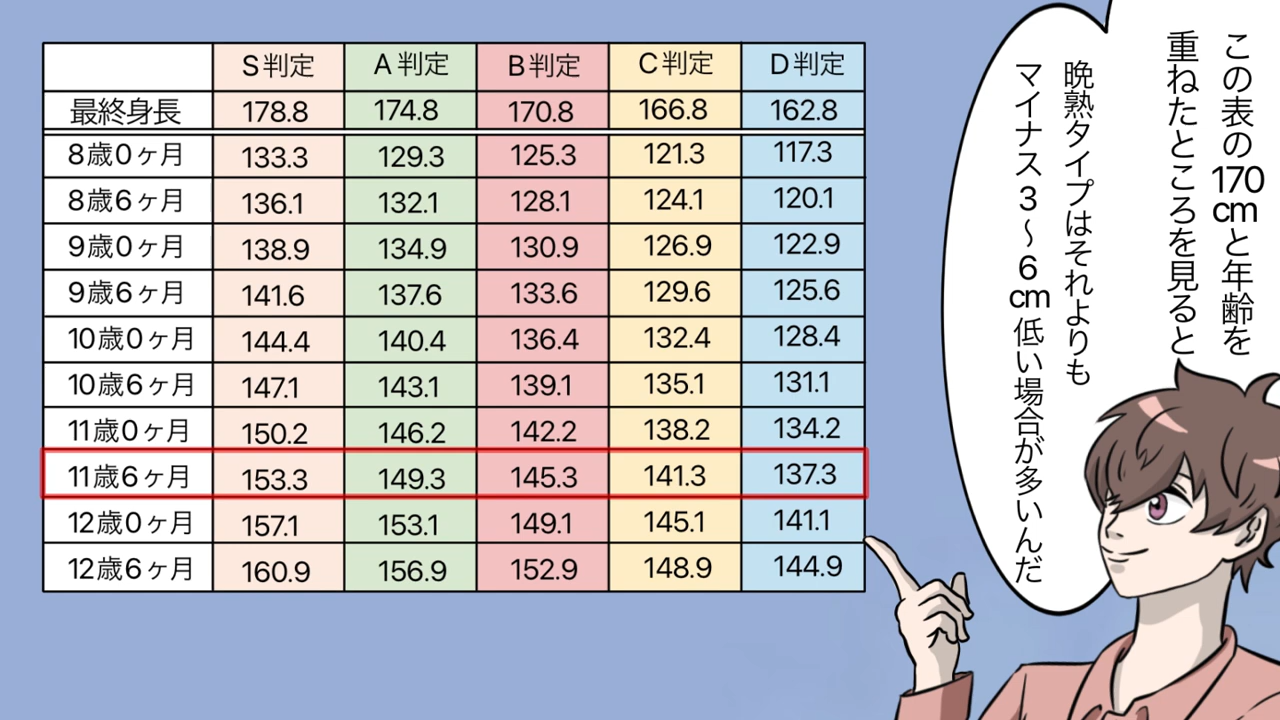 S判定 A判定 B判定 C判定 D判定
最終身長 178.8 174.8 170.8 166.8 162.8
8歳0ヶ月 133.3 129.3 125.3 121.3 117.3
8歳6ヶ月 136.1 132.1 128.1 124.1 120.1
9歳0ヶ月 138.9 134.9 130.9 126.9 122.9
9歳6ヶ月 141.6 137.6 133.6 129.6 125.6
10歳0ヶ月 144.4 140.4 136.4 132.4 128.4
10歳6ヶ月 147.1 143.1 139.1 135.1 131.1
11歳0ヶ月 150.2 146.2 142.2 138.2 134.2
11歳6ヶ月 153.3 149.3 145.3 141.3 137.3
12歳0ヶ月 157.1 153.1 149.1 145.1 141.1
12歳6ヶ月 160.9 156.9 152.9 148.9 144.9
この表の170cmと年齢を
重ねたところを見ると
晩熟タイプはそれよりも
マイナス3〜6cm低い場合が多いんだ